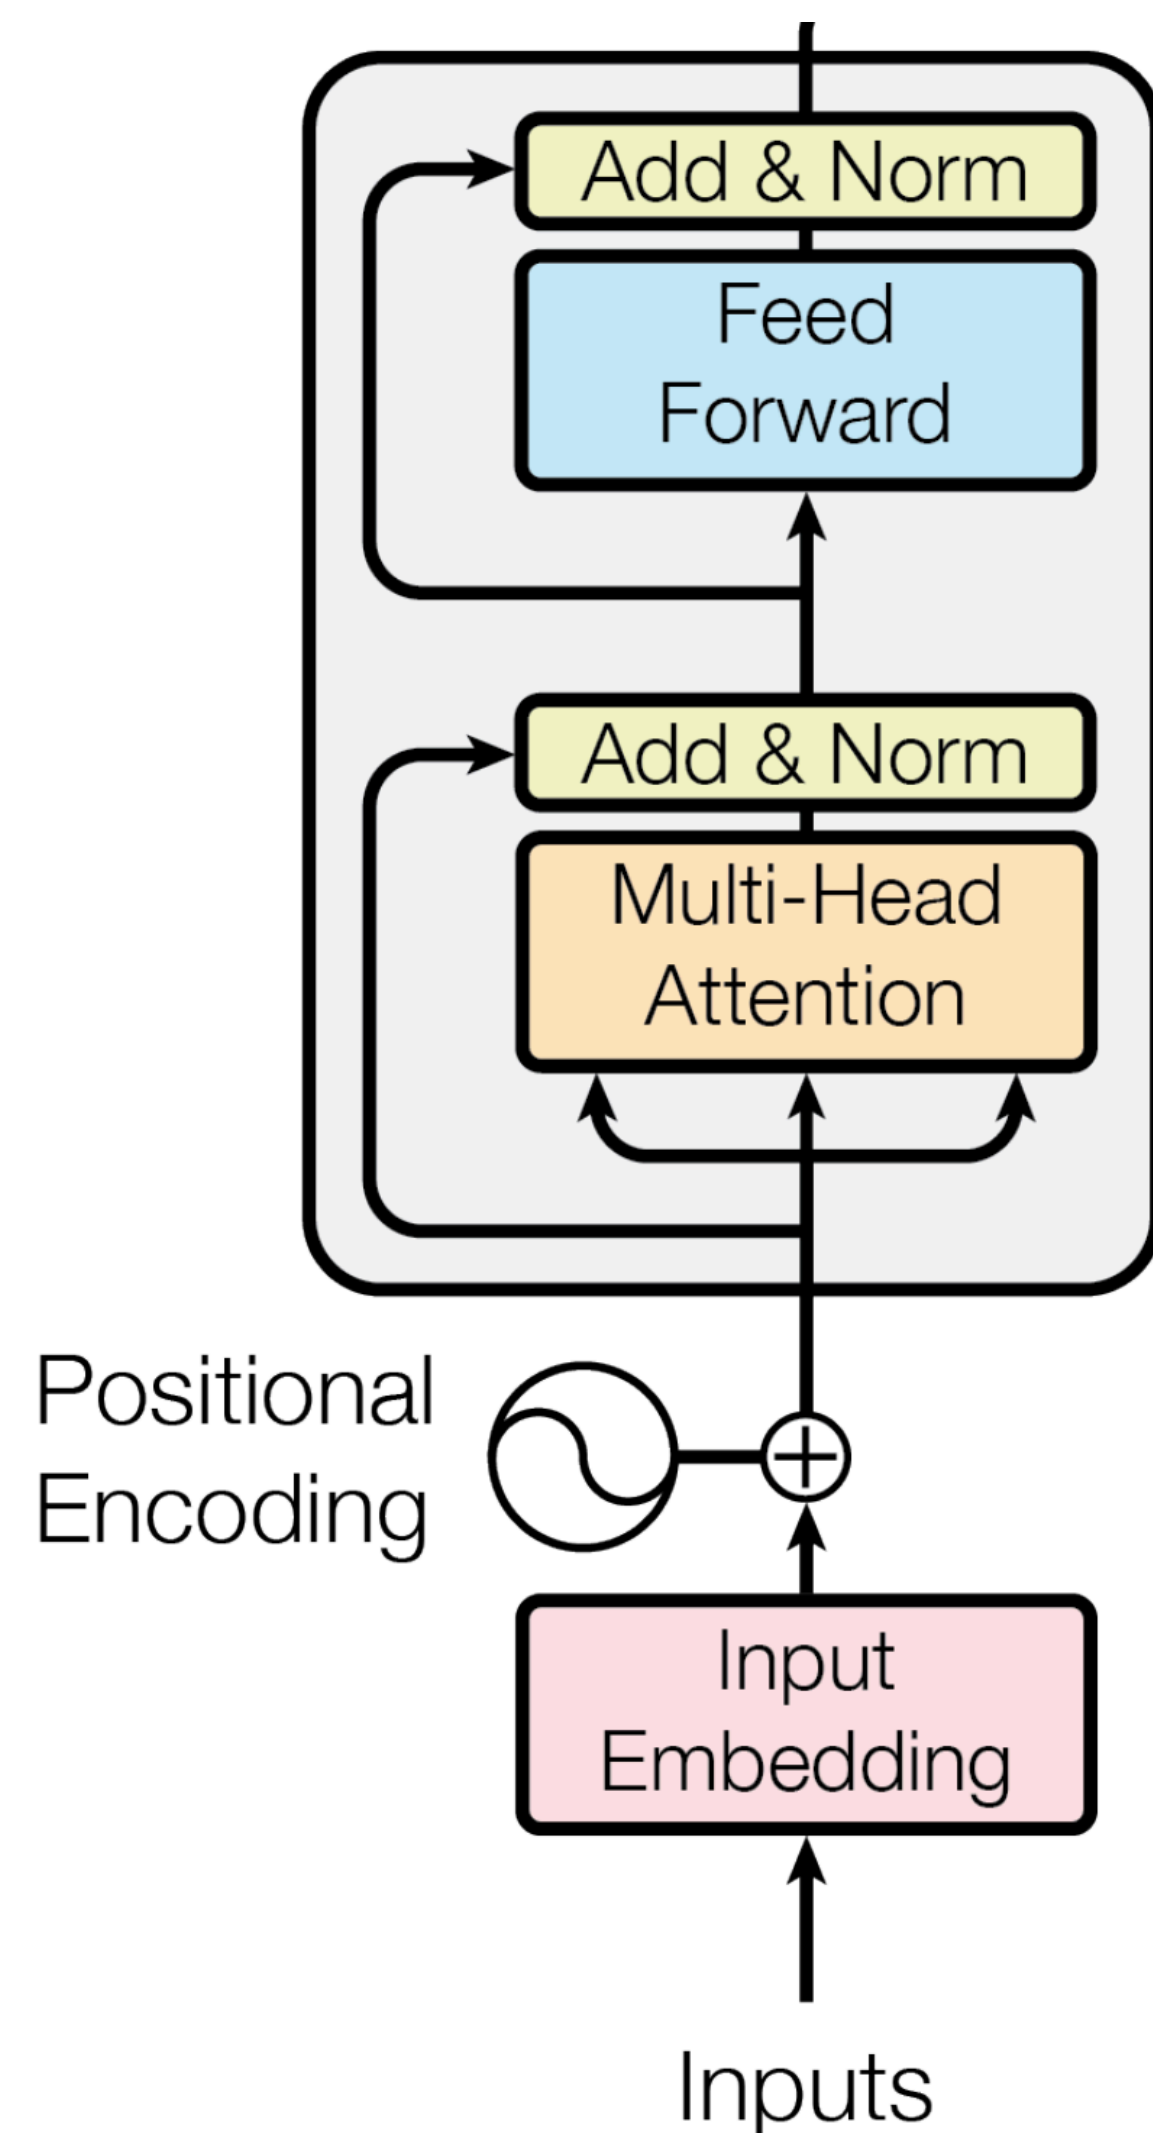 Add & Norm
Feed
Forward
Add & Norm
Multi-Head
Attention
Positional
Encoding
Input
Embedding
Inputs